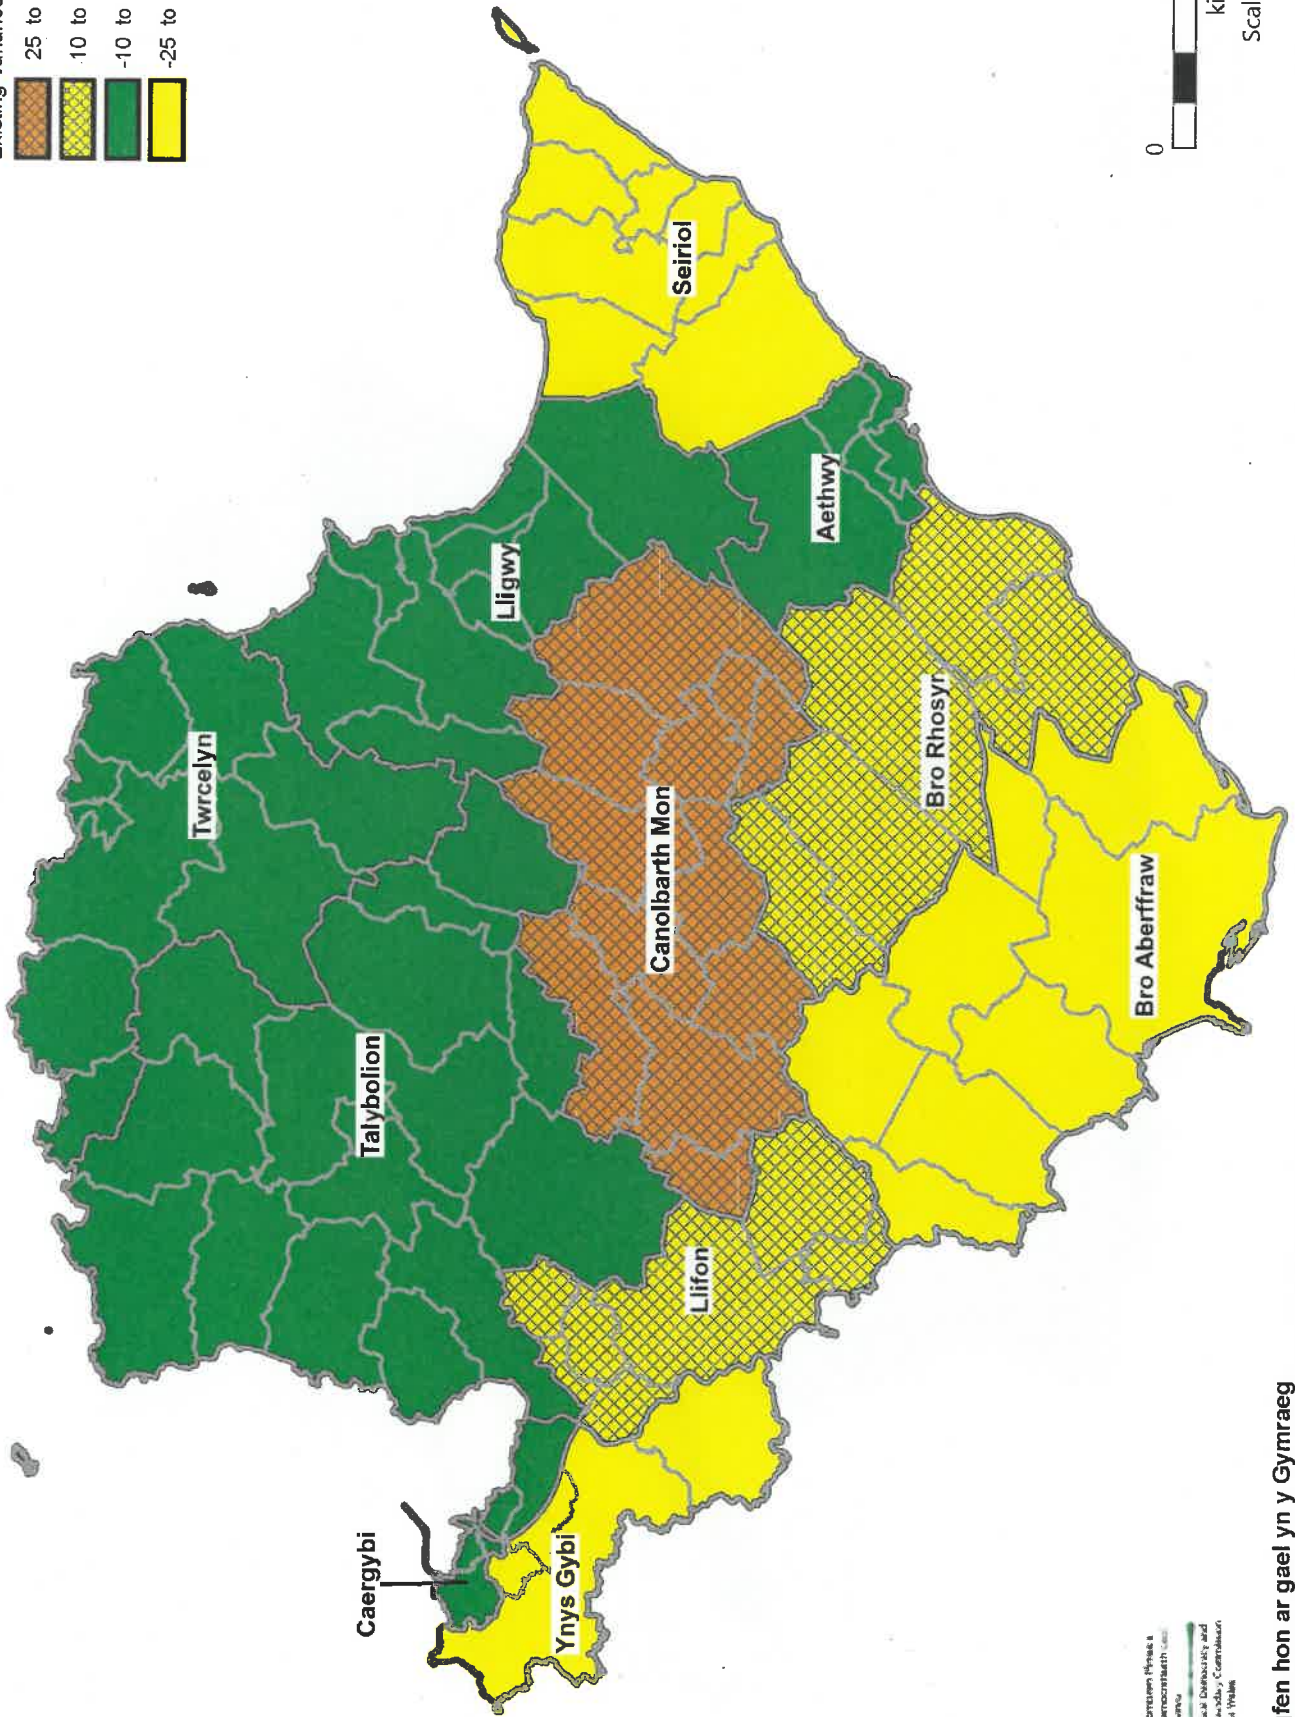 25 to
10 to
-10 to
-25 to
Twrcelyn
Talybolion
Lligwy
Seiriol
Aethwy
Canolbarth Mon
Bro Rhosyr
Bro Aberffraw
Llifon
Caergybi
Ynys Gybi
0
fen hon ar gael yn y Gymraeg